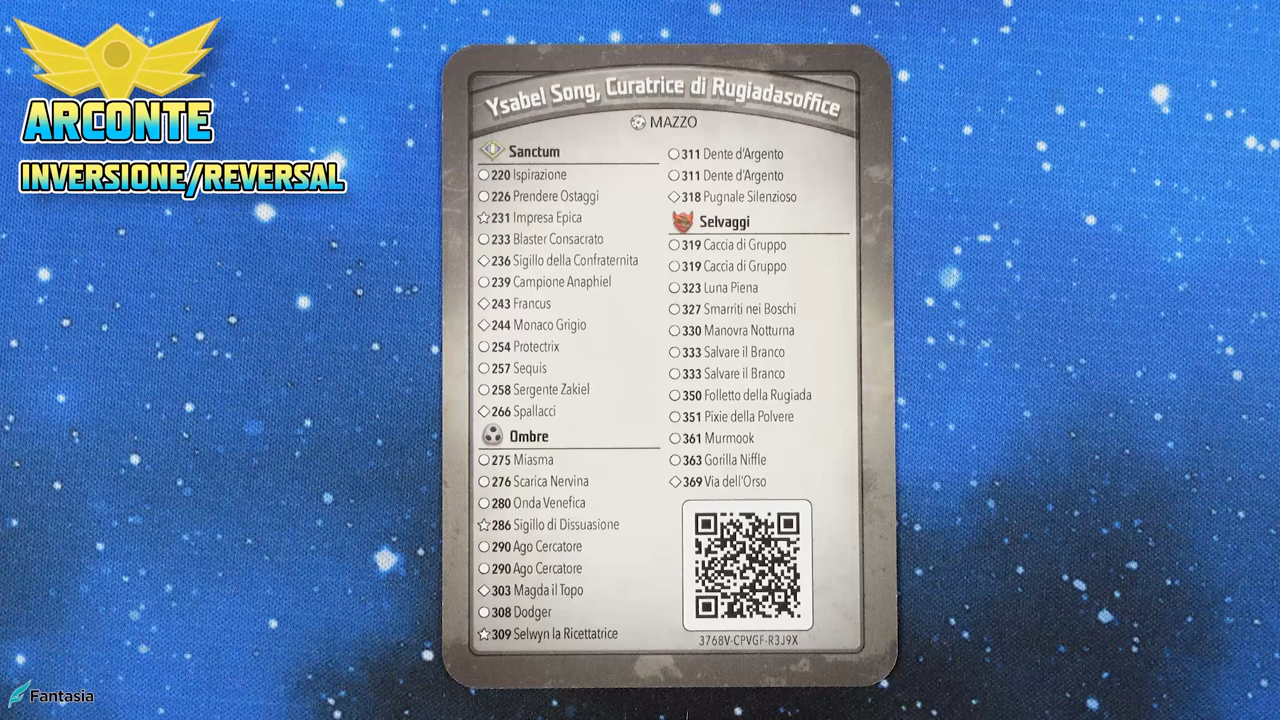 ARCONTE
INVERSIONE/REVERSAL
Ysabel Song, Curatrice di Rugiadasoffice
MAZZO
Sanctum
220 Ispirazione
226 Prendere Ostaggi
231 Impresa Epica
233 Blaster Consacrato
236 Sigillo della Confraternita
239 Campione Anaphiel
243 Francus
244 Monaco Grigio
254 Protectrix
257 Sequis
258 Sergente Zakiel
266 Spallacci
Ombre
275 Miasma
276 Scarica Nervina
280 Onda Venefica
286 Sigillo di Dissuasione
290 Ago Cercatore
290 Ago Cercatore
303 Magda il Topo
308 Dodger
309 Selwyn la Ricettatrice
311 Dente d'Argento
311 Dente d'Argento
318 Pugnale Silenzioso
Selvaggi
319 Caccia di Gruppo
319 Caccia di Gruppo
323 Luna Piena
327 Smarriti nei Boschi
330 Manovra Notturna
333 Salvare il Branco
333 Salvare il Branco
350 Folletto della Rugiada
351 Pixie della Polvere
361 Murmook
363 Gorilla Niffle
369 Via dell'Orso
3768V-CPVGF-R3J9X
Fantasia